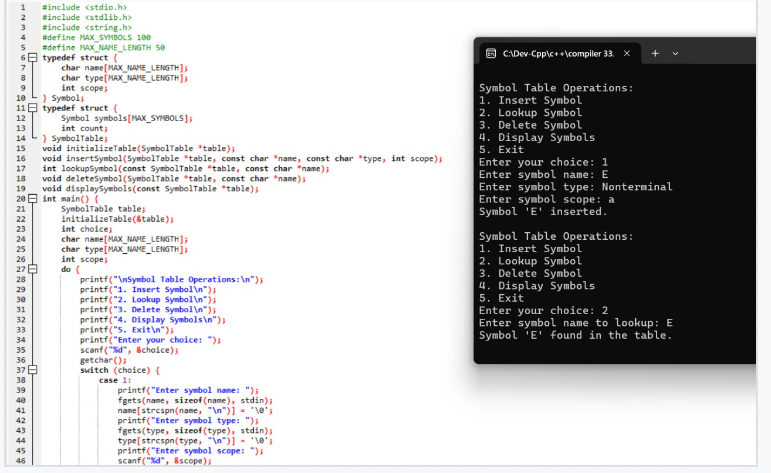 1 #include <stdio.h>
2 #include <stdlib.h>
3 #include <string.h>
4 #define MAX_SYMBOLS 100
5 #define MAX_NAME_LENGTH 50
6 typedef struct {
7 char name[MAX_NAME_LENGTH];
8 char type[MAX_NAME_LENGTH];
9 int scope;
10 } Symbol;
11 typedef struct {
12 Symbol symbols[MAX_SYMBOLS];
13 int count;
14 } SymbolTable;
15 void initializeTable(SymbolTable *table);
16 void insertSymbol(SymbolTable *table, const char *name, const char *type, int scope);
17 int lookupSymbol(const SymbolTable *table, const char *name);
18 void deleteSymbol(SymbolTable *table, const char *name);
19 void displaySymbols(const SymbolTable *table);
20 int main() {
21 SymbolTable table;
22 initializeTable(&table);
23 int choice;
24 char name[MAX_NAME_LENGTH];
25 char type[MAX_NAME_LENGTH];
26 int scope;
27 do {
28 printf("\nSymbol Table Operations:\n");
29 printf("1. Insert Symbol\n");
30 printf("2. Lookup Symbol\n");
31 printf("3. Delete Symbol\n");
32 printf("4. Display Symbols\n");
33 printf("5. Exit\n");
34 printf("Enter your choice: ");
35 scanf("%d", &choice);
36 getchar();
37 switch (choice) {
38 case 1:
39 printf("Enter symbol name: ");
40 fgets(name, sizeof(name), stdin);
41 name[strcspn(name, "\n")] = '\0';
42 printf("Enter symbol type: ");
43 fgets(type, sizeof(type), stdin);
44 type[strcspn(type, "\n")] = '\0';
45 printf("Enter symbol scope: ");
46 scanf("%d", &scope);
C:\Dev-Cpp\c++\compiler 33.
Symbol Table Operations:
1. Insert Symbol
2. Lookup Symbol
3. Delete Symbol
4. Display Symbols
5. Exit
Enter your choice: 1
Enter symbol name: E
Enter symbol type: Nonterminal
Enter symbol scope: a
Symbol 'E' inserted.
Symbol Table Operations:
1. Insert Symbol
2. Lookup Symbol
3. Delete Symbol
4. Display Symbols
5. Exit
Enter your choice: 2
Enter symbol name to lookup: E
Symbol 'E' found in the table.